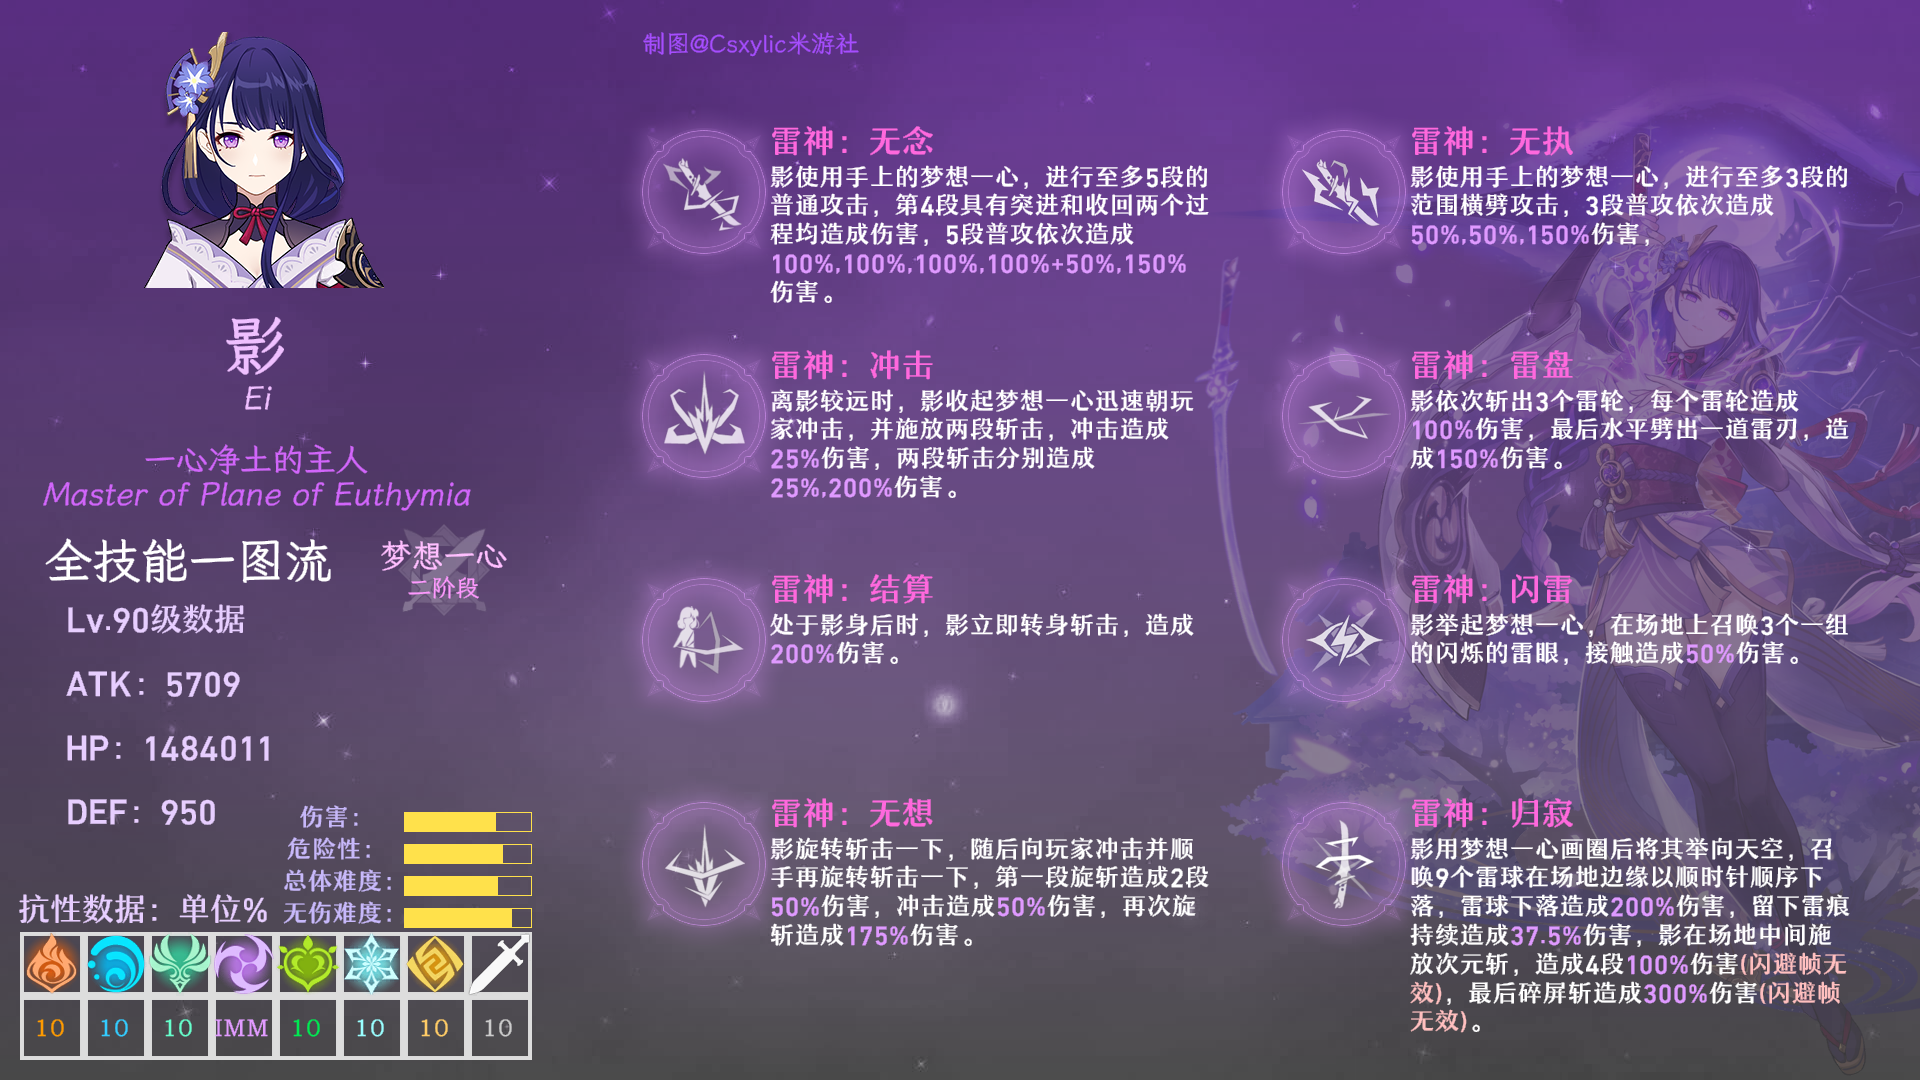 制图@Csxylic米游社
影
Ei
一心净土的主人
Master of Plane of Euthymia
全技能一图流
梦想一心
二阶段
Lv.90级数据
ATK：5709
HP：1484011
DEF：950
伤害：
危险性：
总体难度：
无伤难度：
抗性数据：单位%
10 10 10 IMM 10 10 10 10
雷神：无念
影使用手上的梦想一心，进行至多5段的
普通攻击，第4段具有突进和收回两个过
程均造成伤害，5段普攻依次造成
100%,100%,100%,100%+50%,150%
伤害。
雷神：无执
影使用手上的梦想一心，进行至多3段的
范围横劈攻击，3段普攻依次造成
50%,50%,150%伤害，
雷神：冲击
离影较远时，影收起梦想一心迅速朝玩
家冲击，并施放两段斩击，冲击造成
25%伤害，两段斩击分别造成
25%,200%伤害。
雷神：雷盘
影依次斩出3个雷轮，每个雷轮造成
100%伤害，最后水平劈出一道雷刃，造
成150%伤害。
雷神：结算
处于影身后时，影立即转身斩击，造成
200%伤害。
雷神：闪雷
影举起梦想一心，在场地上召唤3个一组
的闪烁的雷眼，接触造成50%伤害。
雷神：无想
影旋转斩击一下，随后向玩家冲击并顺
手再旋转斩击一下，第一段旋斩造成2段
50%伤害，冲击造成50%伤害，再次旋
斩造成175%伤害。
雷神：归寂
影用梦想一心画圈后将其举向天空，召
唤9个雷球在场地边缘以顺时针顺序下
落，雷球下落造成200%伤害，留下雷痕
持续造成37.5%伤害，影在场地中间施
放次元斩，造成4段100%伤害(闪避帧无
效)，最后碎屏斩造成300%伤害(闪避帧
无效)。